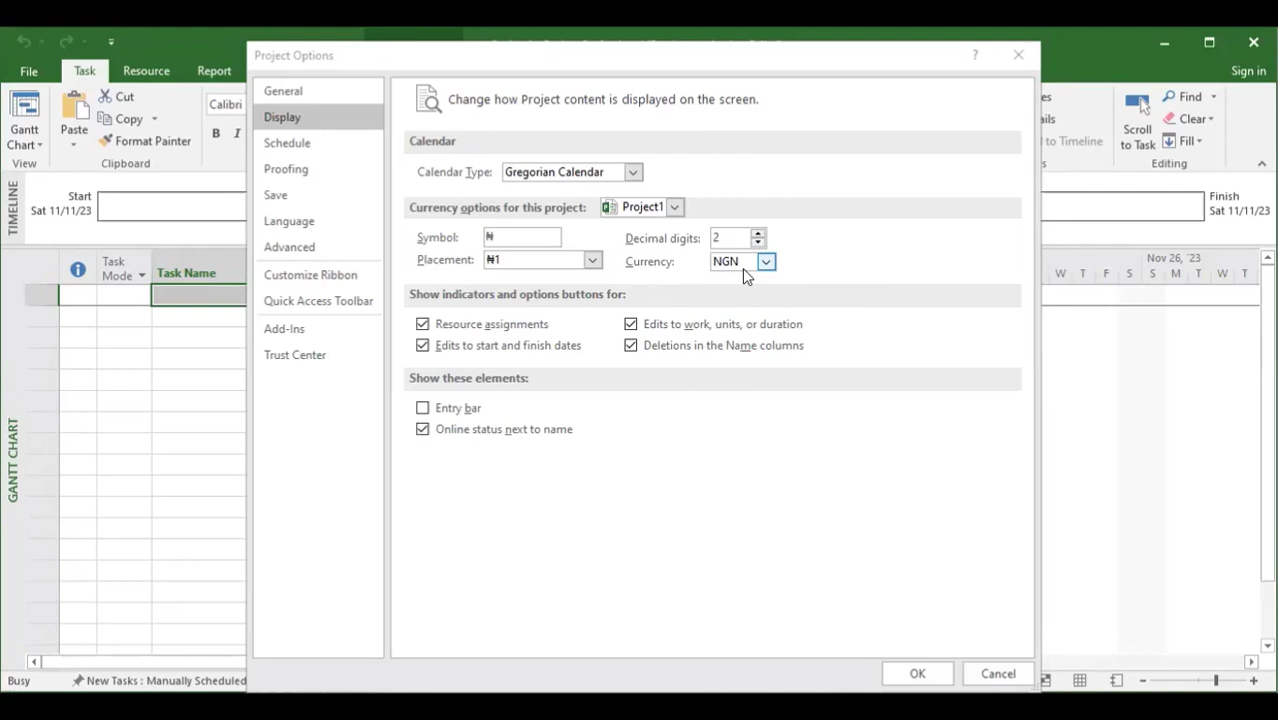 Project Options
?
Sign in
File
Task
Resource
Report
Gantt
Chart
View
Paste
Cut
Copy
Format Painter
Clipboard
Calibri
B I
Scroll
to Task
Find
Clear
Fill
Editing
to Timeline
TIMELINE
Start
Sat 11/11/23
Finish
Sat 11/11/23
Task
Mode
Task Name
Nov 26, '23
W T F S S M T W T
GANTT CHART
General
Display
Schedule
Proofing
Save
Language
Advanced
Customize Ribbon
Quick Access Toolbar
Add-Ins
Trust Center
Change how Project content is displayed on the screen.
Calendar
Calendar Type: Gregorian Calendar
Currency options for this project: Project1
Symbol: ₦ Decimal digits: 2
Placement: ₦1 Currency: NGN
Show indicators and options buttons for:
Resource assignments Edits to work, units, or duration
Edits to start and finish dates Deletions in the Name columns
Show these elements:
Entry bar
Online status next to name
OK Cancel
Busy
New Tasks : Manually Scheduled